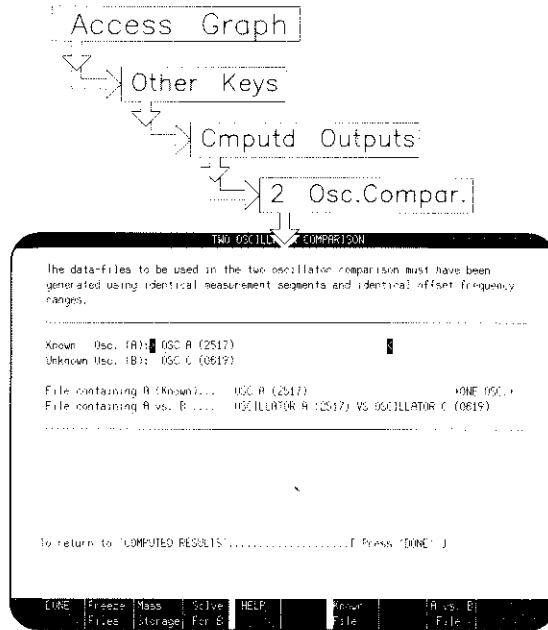 Access Graph
Other Keys
Cmputd Outputs
2 Osc.Compar.
TWO OSCILL COMPARISON
The data-files to be used in the two oscillator comparison must have been
generated using identical measurement segments and identical offset frequency
ranges.
Known Osc. (A): OSC A (2517)
Unknown Osc. (B): OSC C (0619)
File containing A (Known)... OSC A (2517) *ONE OSC.*
File containing A vs. B .... OSCILLATOR A (2517) VS OSCILLATOR C (0619)
To return to 'COMPUTED RESULTS'.....................[ Press 'DONE' ]
DONE Freeze Mass Solve HELP Known A vs. B
Files Storage For B File File